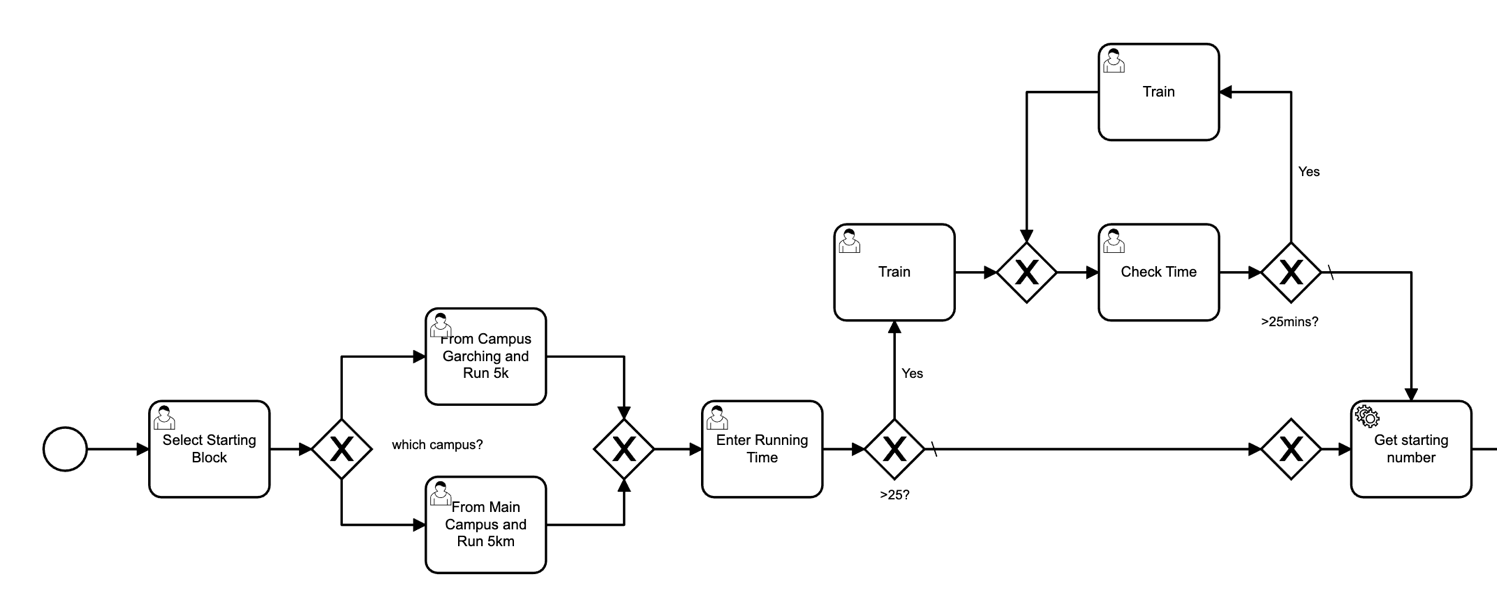 Train
Yes
Train
Check Time
>25mins?
From Campus
Garching and
Run 5k
Yes
Select Starting
Block
which campus?
Enter Running
Time
Get starting
number
>25?
From Main
Campus and
Run 5km